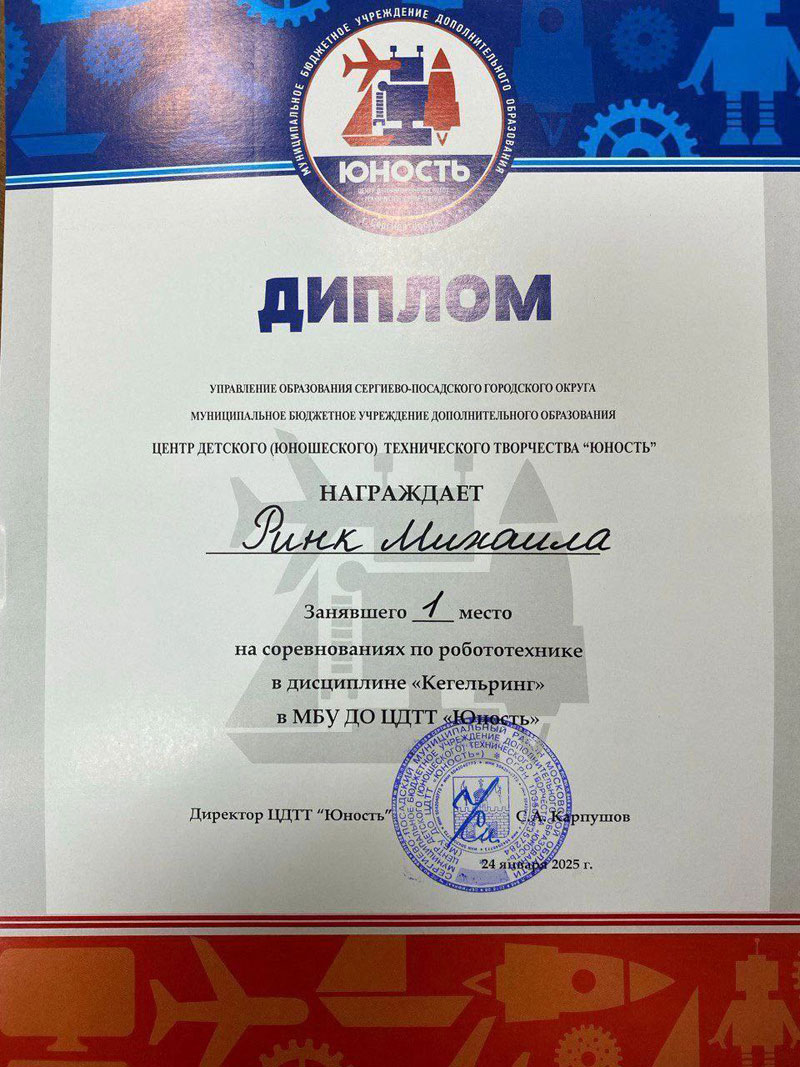 МУНИЦИПАЛЬНОЕ БЮДЖЕТНОЕ УЧРЕЖДЕНИЕ ДОПОЛНИТЕЛЬНОГО ОБРАЗОВАНИЯ
ЮНОСТЬ
ДИПЛОМ
УПРАВЛЕНИЕ ОБРАЗОВАНИЯ СЕРГИЕВО-ПОСАДСКОГО ГОРОДСКОГО ОКРУГА
МУНИЦИПАЛЬНОЕ БЮДЖЕТНОЕ УЧРЕЖДЕНИЕ ДОПОЛНИТЕЛЬНОГО ОБРАЗОВАНИЯ
ЦЕНТР ДЕТСКОГО (ЮНОШЕСКОГО) ТЕХНИЧЕСКОГО ТВОРЧЕСТВА “ЮНОСТЬ”
НАГРАЖДАЕТ
Ринк Михаила
Занявшего 1 место
на соревнованиях по робототехнике
в дисциплине «Кегельринг»
в МБУ ДО ЦДТТ «Юность»
Директор ЦДТТ “Юность” С.А. Карпушов
24 января 2025 г.